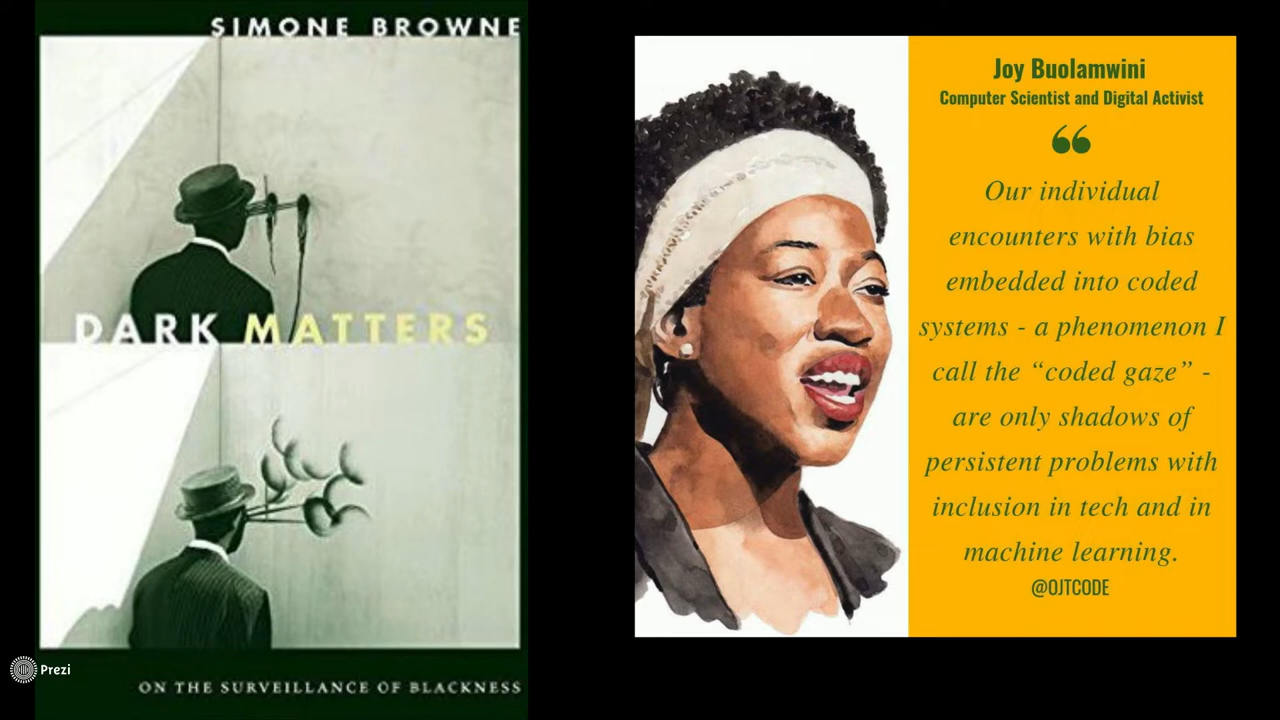 SIMONE BROWNE
DARK MATTERS
ON THE SURVEILLANCE OF BLACKNESS
Prezi
Joy Buolamwini
Computer Scientist and Digital Activist
“
Our individual
encounters with bias
embedded into coded
systems - a phenomenon I
call the “coded gaze” -
are only shadows of
persistent problems with
inclusion in tech and in
machine learning.
@OJTCODE